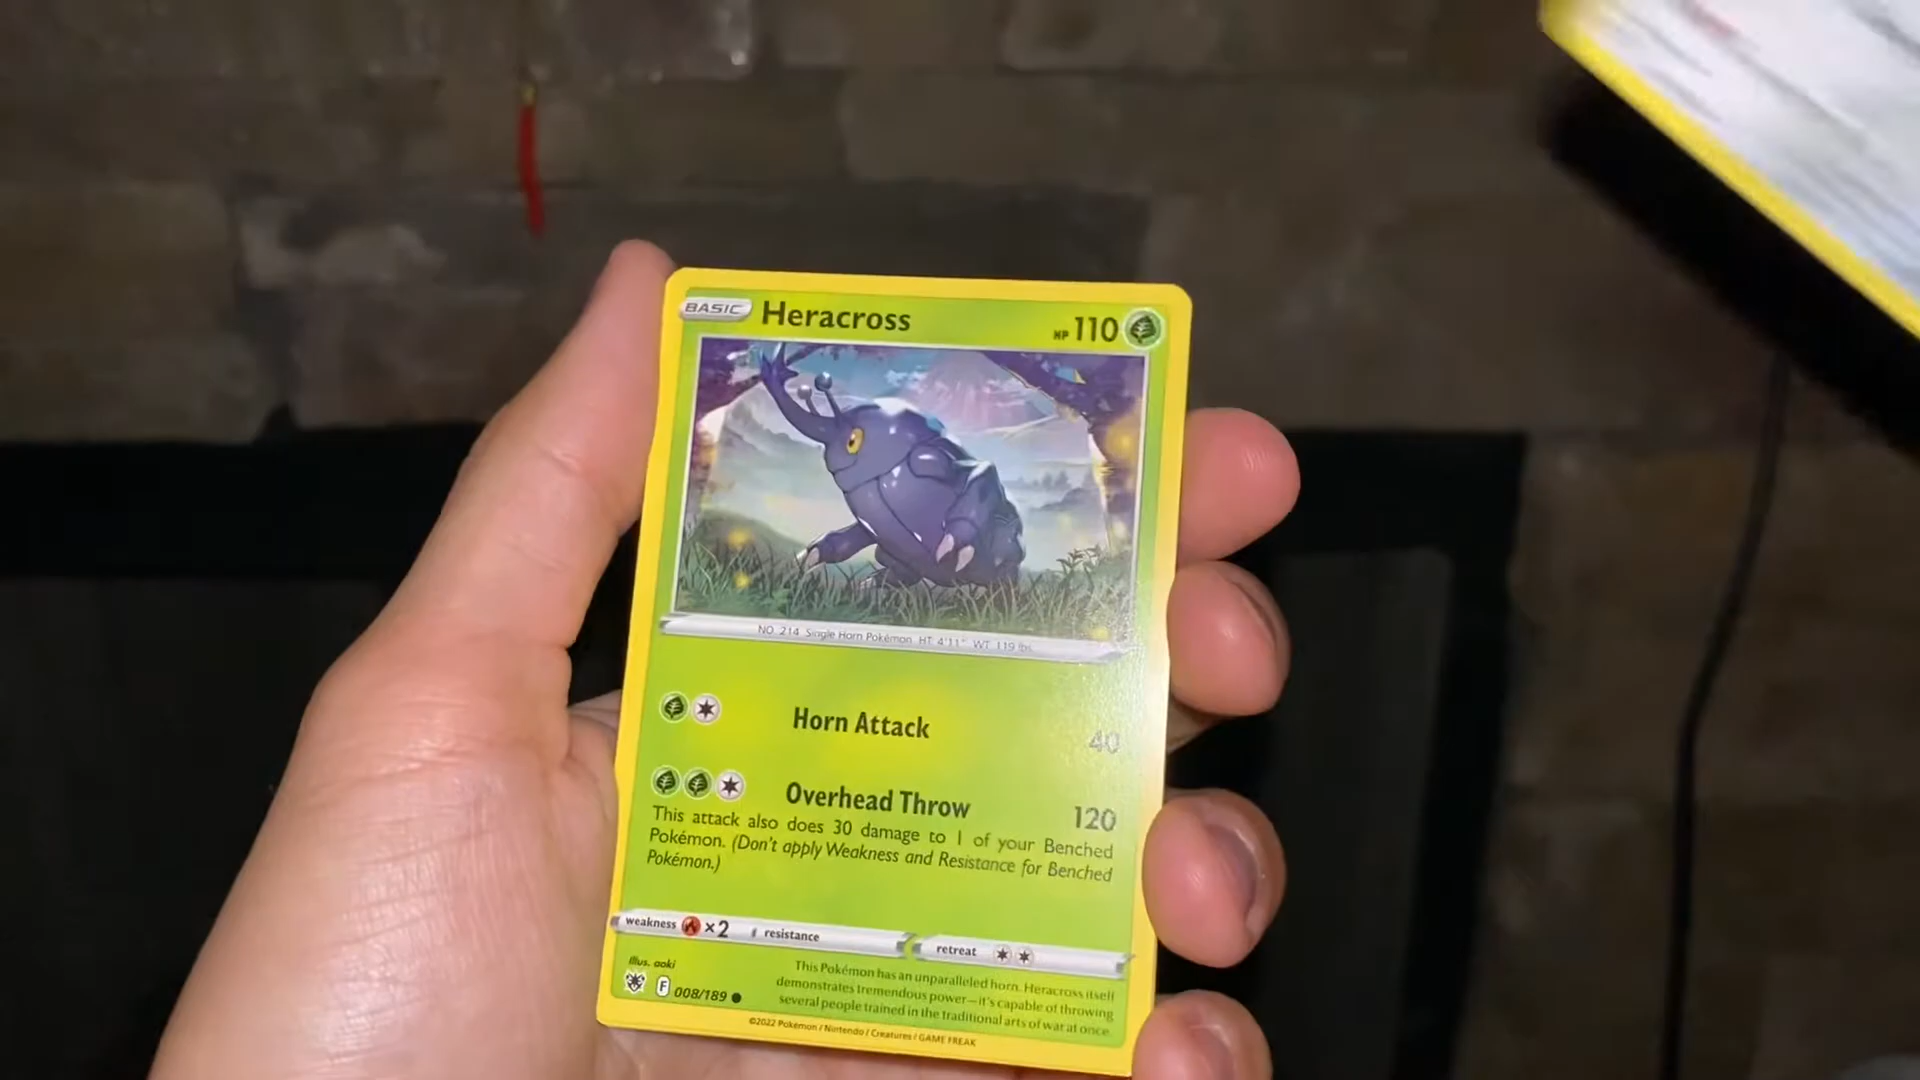 BASIC Heracross HP 110
NO. 214 Single Horn Pokémon HT: 4'11" WT: 119 lbs.
Horn Attack 40
Overhead Throw 120
This attack also does 30 damage to 1 of your Benched
Pokémon. (Don't apply Weakness and Resistance for Benched
Pokémon.)
weakness ×2 resistance retreat
Illus. aoki
F 008/189
This Pokémon has an unparalleled horn. Heracross itself
demonstrates tremendous power—it's capable of throwing
several people trained in the traditional arts of war at once.
©2022 Pokémon / Nintendo / Creatures / GAME FREAK